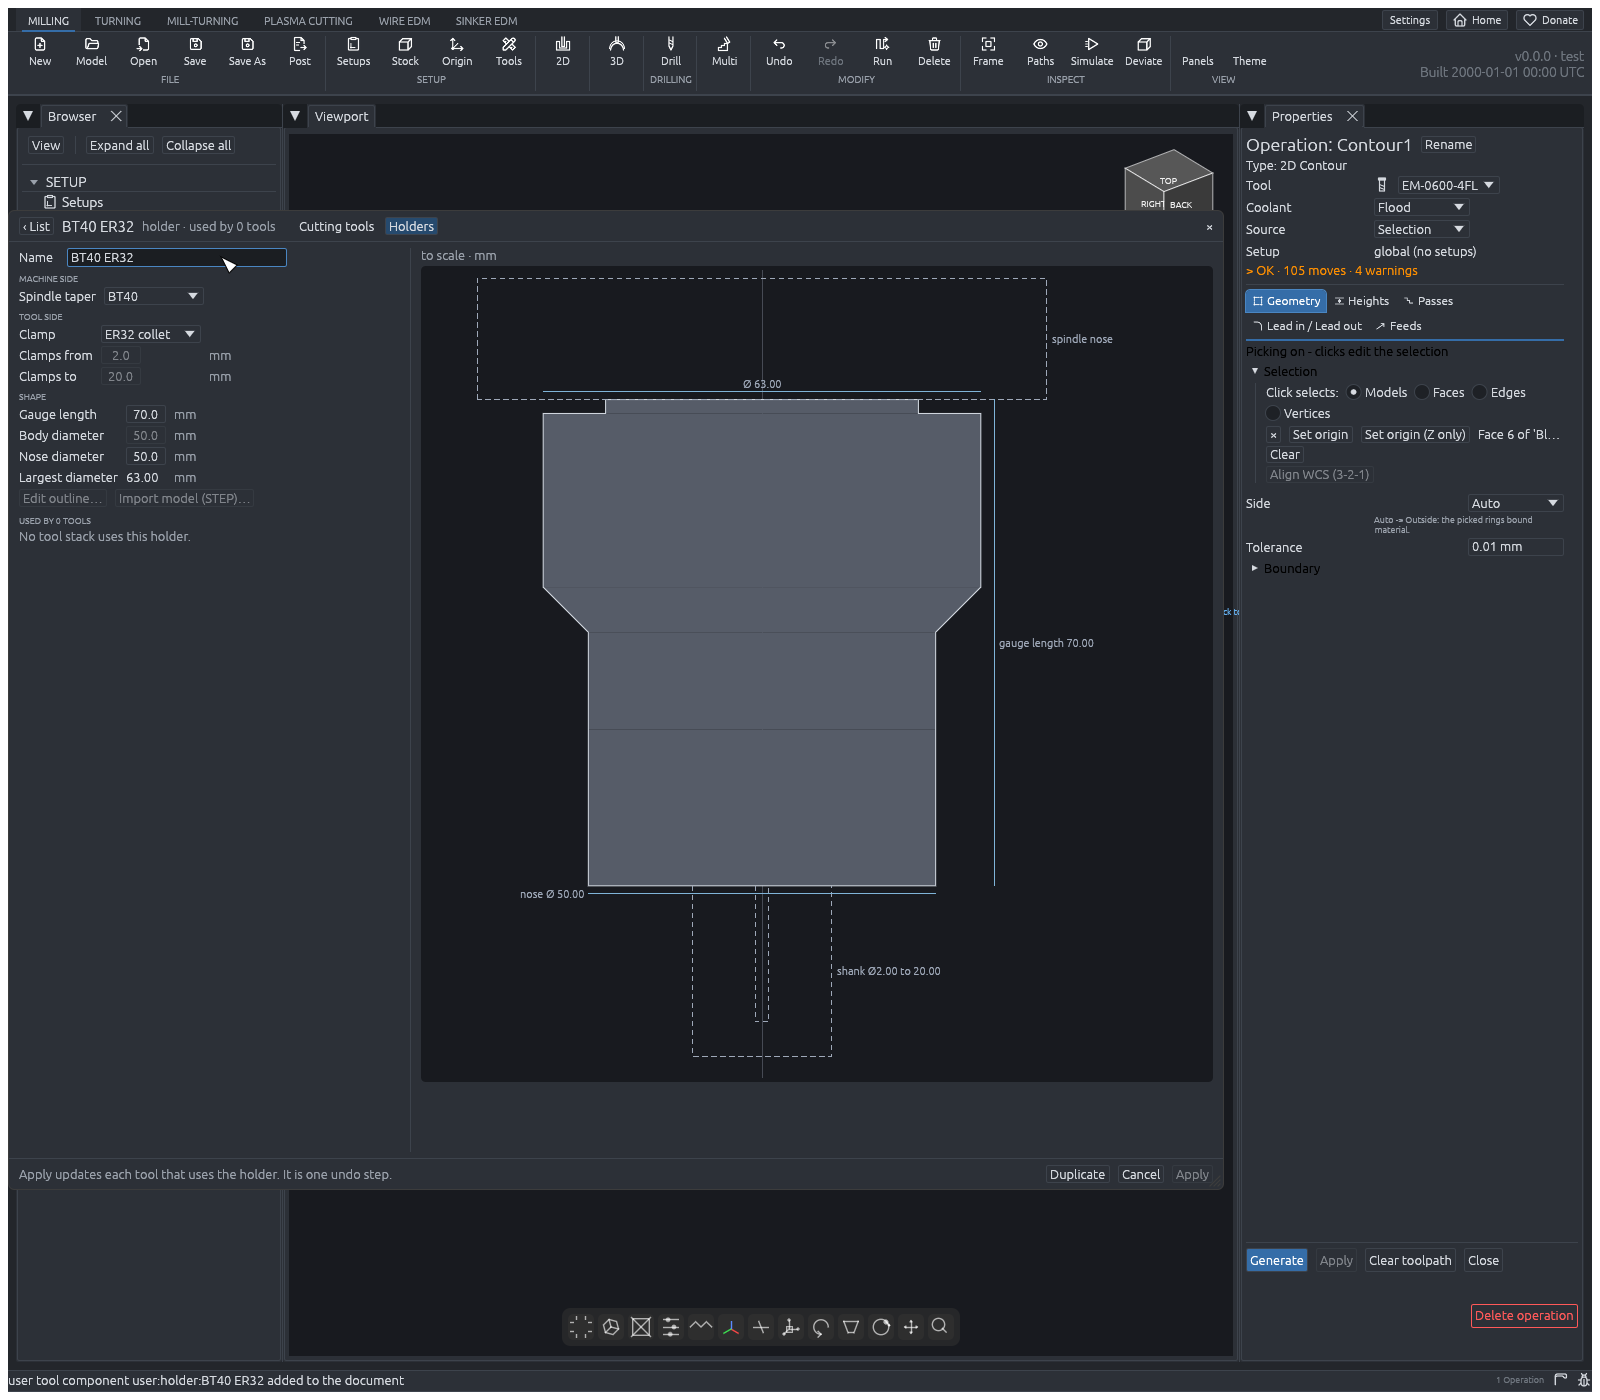 MILLING TURNING MILL-TURNING PLASMA CUTTING WIRE EDM SINKER EDM Settings Home Donate
New Model Open Save Save As Post Setups Stock Origin Tools 2D 3D Drill Multi Undo Redo Run Delete Frame Paths Simulate Deviate Panels Theme
FILE SETUP DRILLING MODIFY INSPECT VIEW
v0.0.0 · test
Built 2000-01-01 00:00 UTC
Browser Viewport Properties
View Expand all Collapse all
SETUP
Setups
TOP
RIGHT BACK
‹ List BT40 ER32 holder · used by 0 tools Cutting tools Holders ×
Name BT40 ER32
MACHINE SIDE
Spindle taper BT40
TOOL SIDE
Clamp ER32 collet
Clamps from 2.0 mm
Clamps to 20.0 mm
SHAPE
Gauge length 70.0 mm
Body diameter 50.0 mm
Nose diameter 50.0 mm
Largest diameter 63.00 mm
Edit outline... Import model (STEP)...
USED BY 0 TOOLS
No tool stack uses this holder.
to scale · mm
spindle nose
Ø 63.00
gauge length 70.00
nose Ø 50.00
shank Ø2.00 to 20.00
Apply updates each tool that uses the holder. It is one undo step.
Duplicate Cancel Apply
Operation: Contour1 Rename
Type: 2D Contour
Tool EM-0600-4FL
Coolant Flood
Source Selection
Setup global (no setups)
> OK · 105 moves · 4 warnings
Geometry Heights Passes
Lead in / Lead out Feeds
Picking on - clicks edit the selection
Selection
Click selects: Models Faces Edges
Vertices
× Set origin Set origin (Z only) Face 6 of 'Bl...
Clear
Align WCS (3-2-1)
Side Auto
Auto -> Outside: the picked rings bound
material.
Tolerance 0.01 mm
Boundary
ck to
Generate Apply Clear toolpath Close
Delete operation
user tool component user:holder:BT40 ER32 added to the document
1 Operation